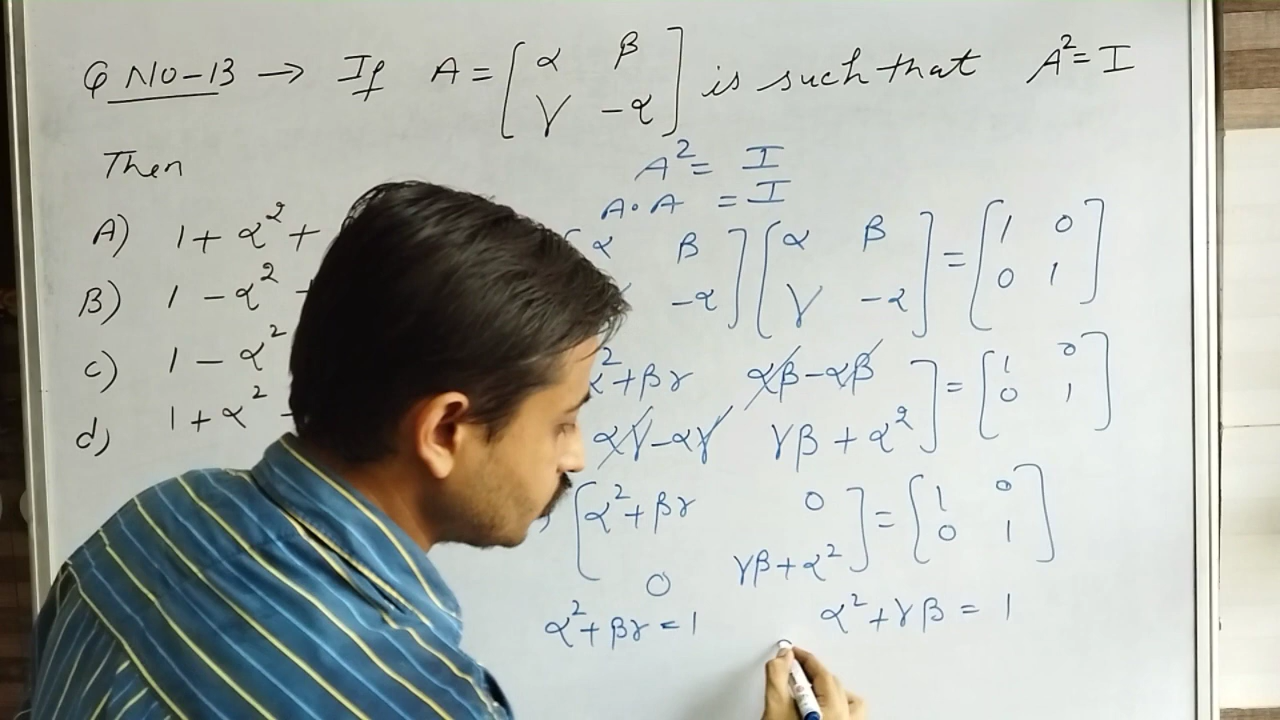 Q NO-13 → If A = [ α β ; γ -α ] is such that A² = I
Then
A² = I
A·A = I
A) 1 + α² +
B) 1 - α²
C) 1 - α²
d) 1 + α² -
α β ] [ α β ] = [ 1 0 ]
-α ] [ γ -α ] = [ 0 1 ]
α² + βγ αβ - αβ ] = [ 1 0 ]
αγ - αγ γβ + α² ] = [ 0 1 ]
[ α² + βγ 0 ] = [ 1 0 ]
[ 0 γβ + α² ] = [ 0 1 ]
α² + βγ = 1 α² + γβ = 1